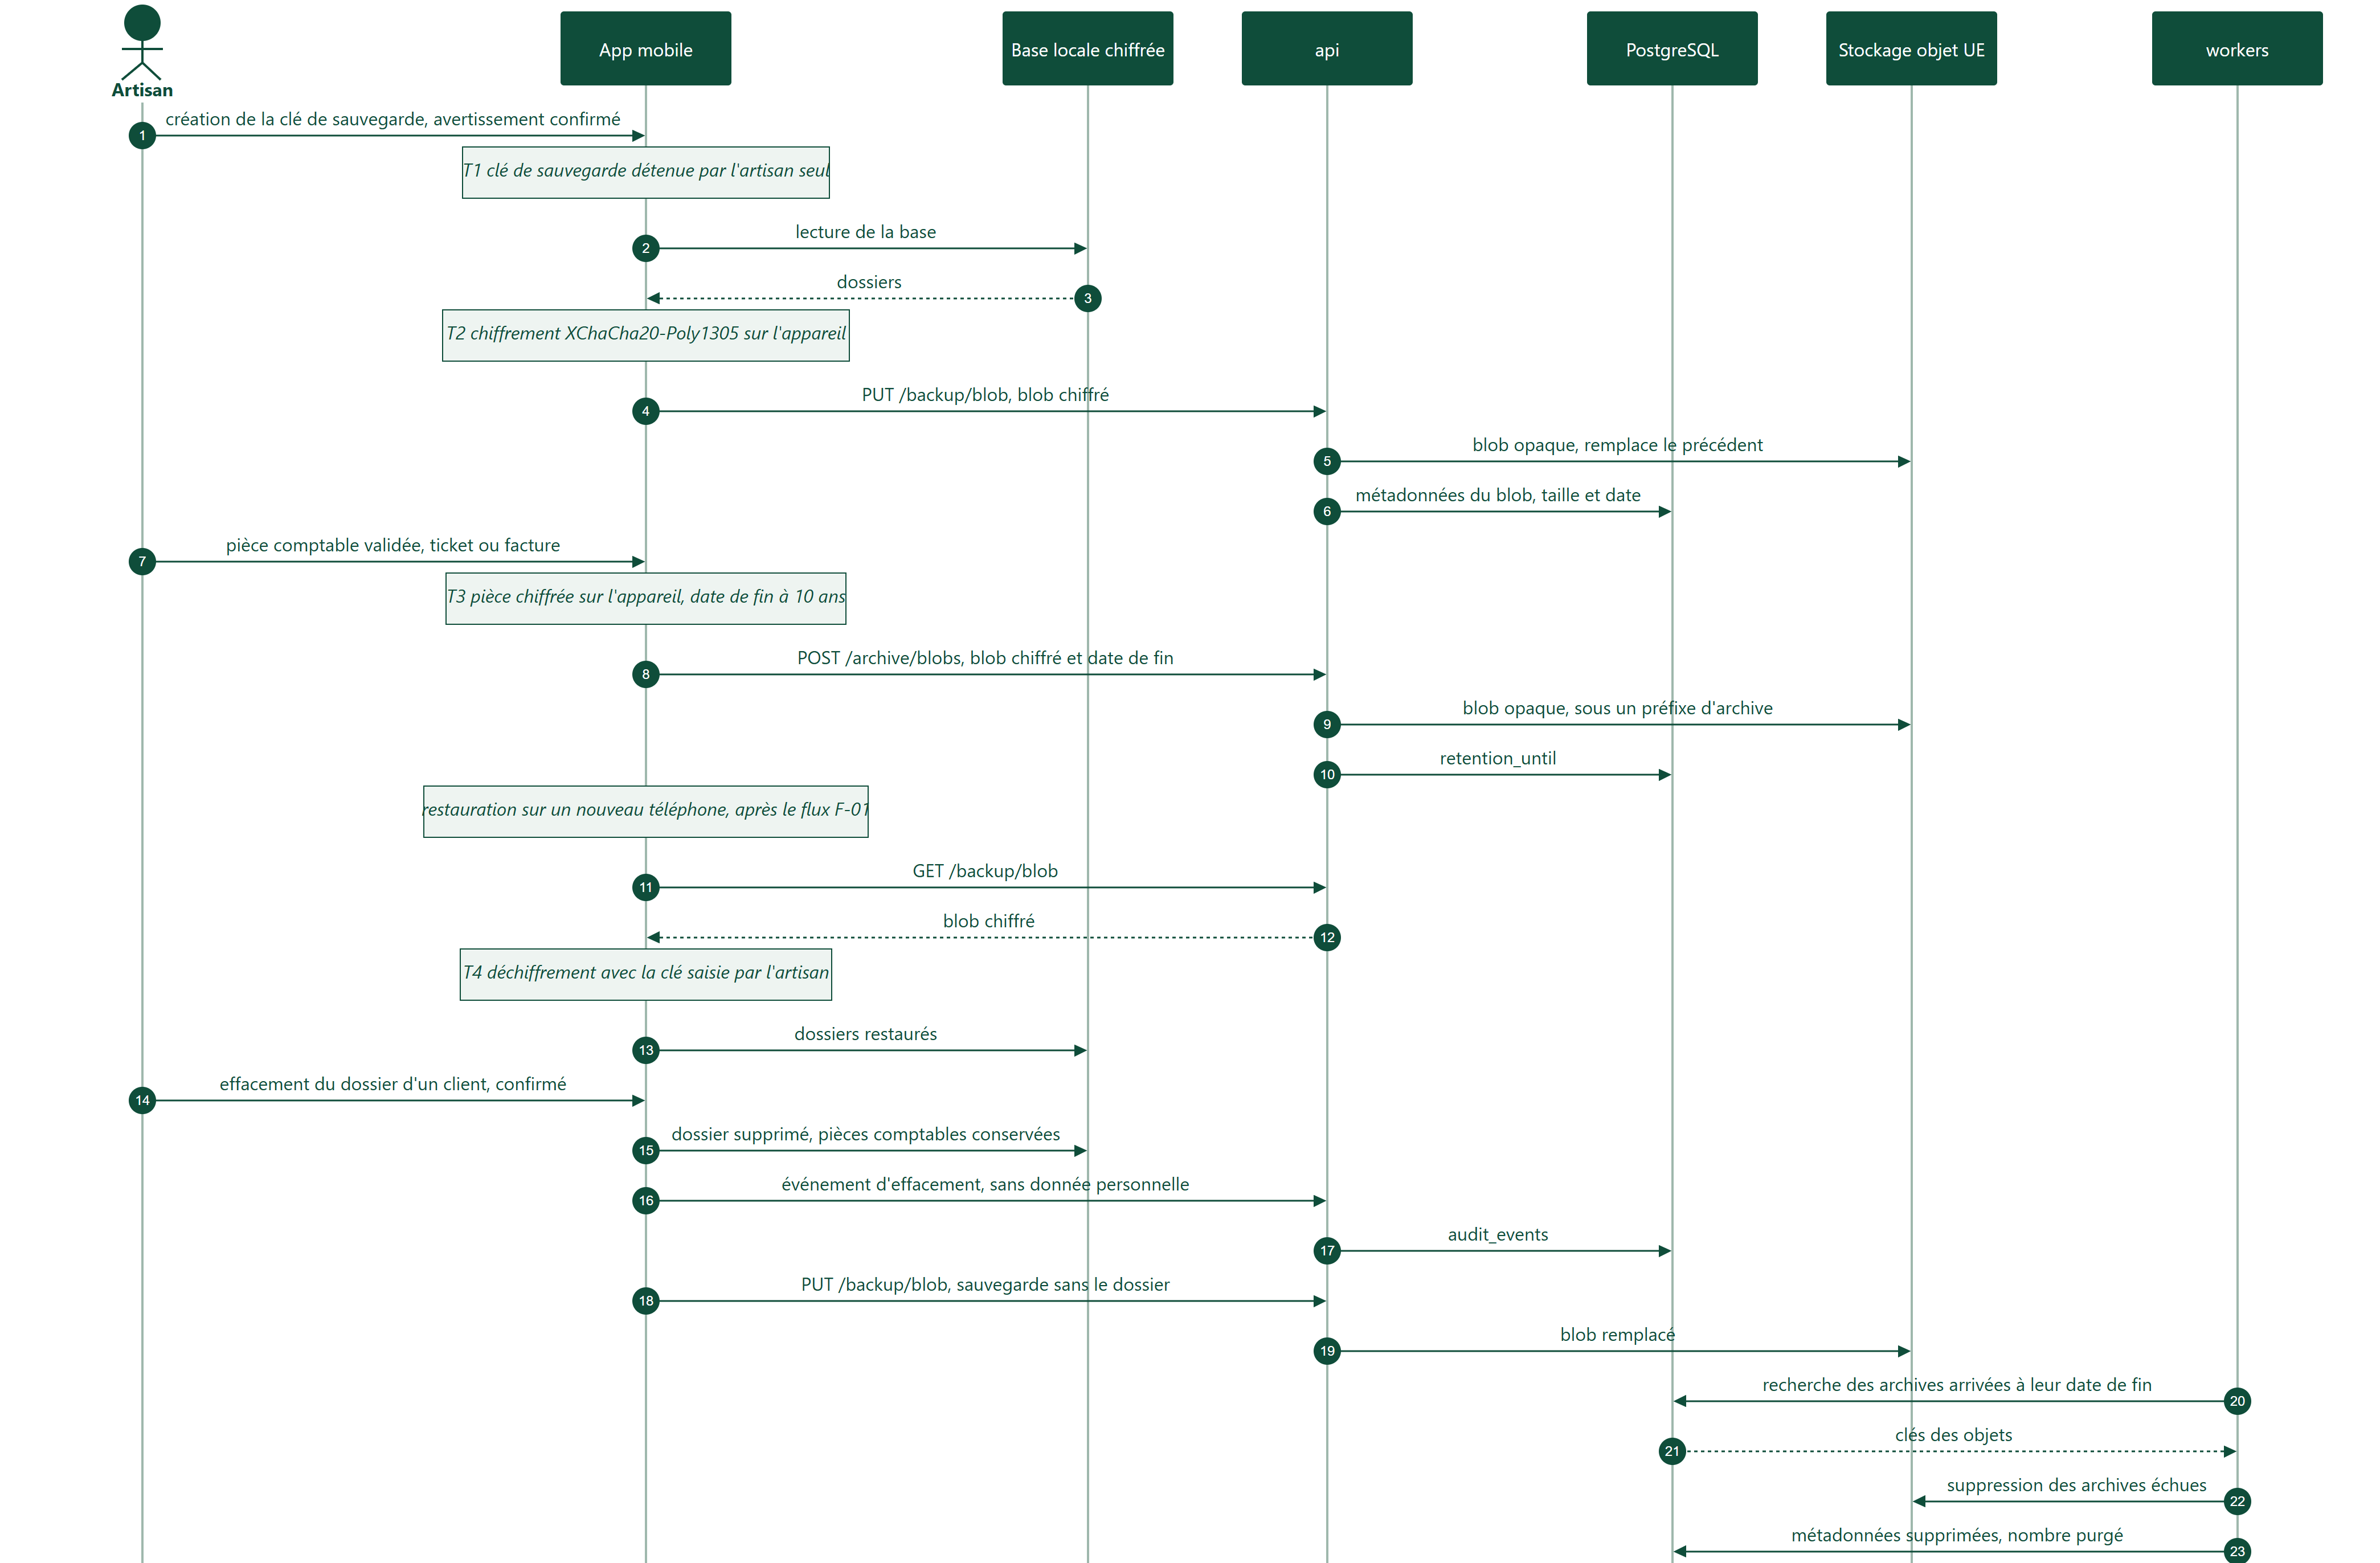 Artisan
App mobile
Base locale chiffrée
api
PostgreSQL
Stockage objet UE
workers
création de la clé de sauvegarde, avertissement confirmé
1
T1 clé de sauvegarde détenue par l'artisan seul
lecture de la base
2
dossiers
3
T2 chiffrement XChaCha20-Poly1305 sur l'appareil
PUT /backup/blob, blob chiffré
4
blob opaque, remplace le précédent
5
métadonnées du blob, taille et date
6
pièce comptable validée, ticket ou facture
7
T3 pièce chiffrée sur l'appareil, date de fin à 10 ans
POST /archive/blobs, blob chiffré et date de fin
8
blob opaque, sous un préfixe d'archive
9
retention_until
10
restauration sur un nouveau téléphone, après le flux F-01
GET /backup/blob
11
blob chiffré
12
T4 déchiffrement avec la clé saisie par l'artisan
dossiers restaurés
13
effacement du dossier d'un client, confirmé
14
dossier supprimé, pièces comptables conservées
15
événement d'effacement, sans donnée personnelle
16
audit_events
17
PUT /backup/blob, sauvegarde sans le dossier
18
blob remplacé
19
recherche des archives arrivées à leur date de fin
20
clés des objets
21
suppression des archives échues
22
métadonnées supprimées, nombre purgé
23